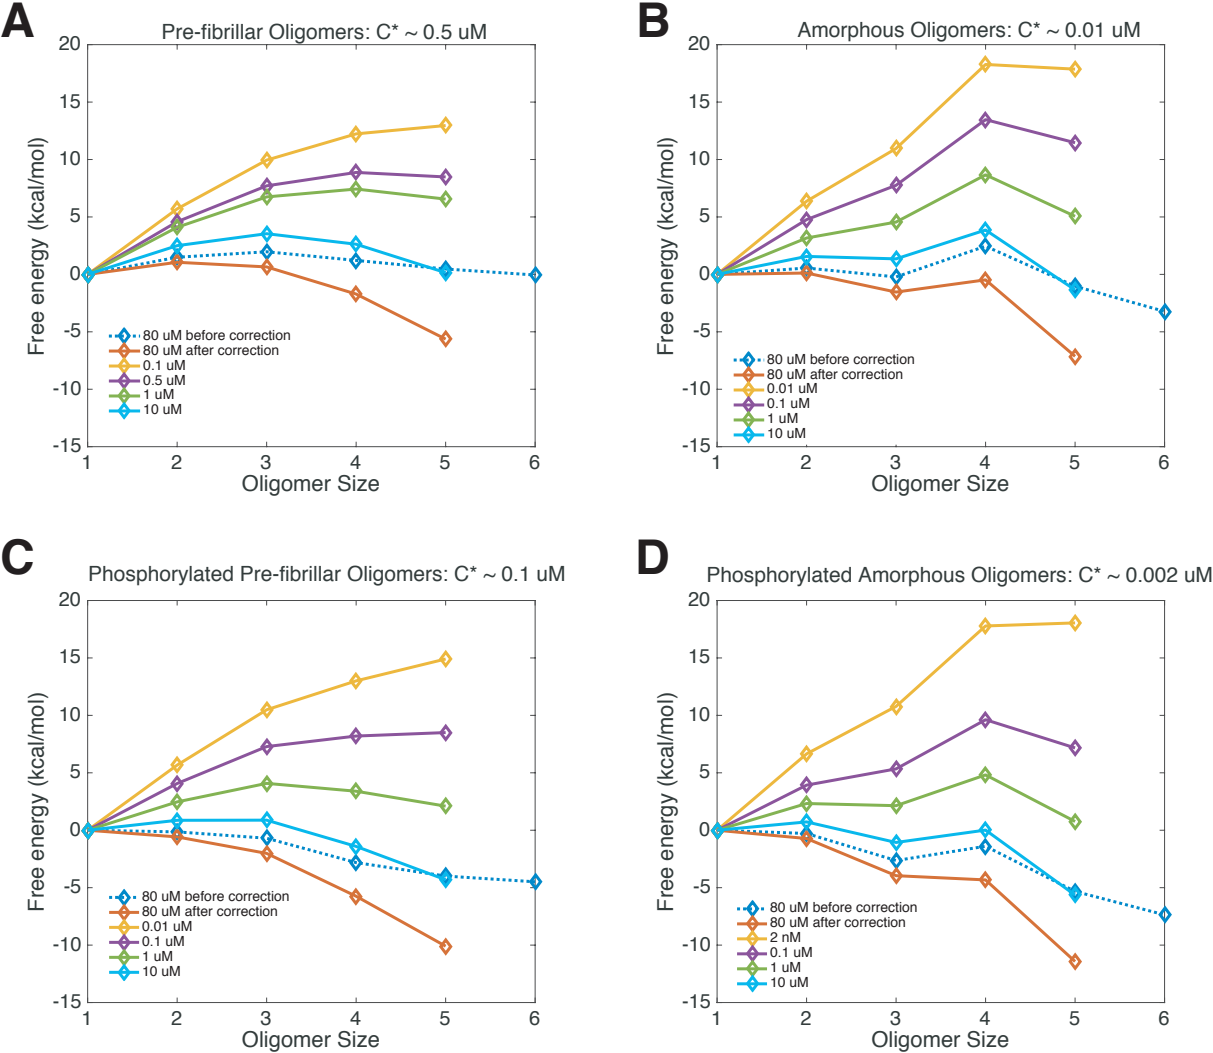 A
Pre-fibrillar Oligomers: C* ~ 0.5 uM
20
15
10
5
0
-5
-10
-15
Free energy (kcal/mol)
80 uM before correction
80 uM after correction
0.1 uM
0.5 uM
1 uM
10 uM
1 2 3 4 5 6
Oligomer Size
B
Amorphous Oligomers: C* ~ 0.01 uM
20
15
10
5
0
-5
-10
-15
Free energy (kcal/mol)
80 uM before correction
80 uM after correction
0.01 uM
0.1 uM
1 uM
10 uM
1 2 3 4 5 6
Oligomer Size
C
Phosphorylated Pre-fibrillar Oligomers: C* ~ 0.1 uM
20
15
10
5
0
-5
-10
-15
Free energy (kcal/mol)
80 uM before correction
80 uM after correction
0.01 uM
0.1 uM
1 uM
10 uM
1 2 3 4 5 6
Oligomer Size
D
Phosphorylated Amorphous Oligomers: C* ~ 0.002 uM
20
15
10
5
0
-5
-10
-15
Free energy (kcal/mol)
80 uM before correction
80 uM after correction
2 nM
0.1 uM
1 uM
10 uM
1 2 3 4 5 6
Oligomer Size